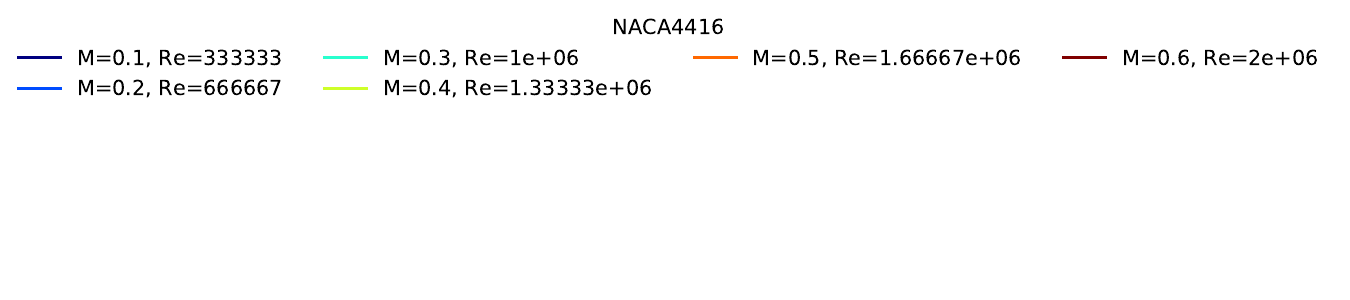 NACA4416
M=0.1, Re=333333 M=0.3, Re=1e+06 M=0.5, Re=1.66667e+06 M=0.6, Re=2e+06
M=0.2, Re=666667 M=0.4, Re=1.33333e+06